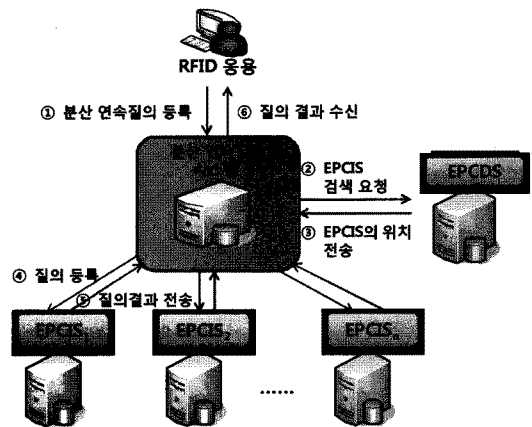 RFID 응용
① 분산 연속질의 등록
⑥ 질의 결과 수신
② EPCIS
검색 요청
EPCDS
③ EPCIS의 위치
전송
④ 질의 등록
⑤ 질의결과 전송
EPCIS1
EPCIS2
EPCISn
......